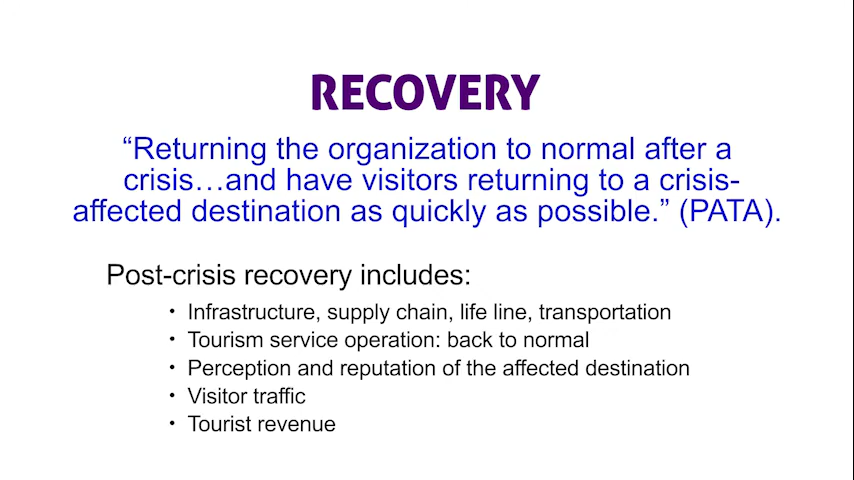 RECOVERY
“Returning the organization to normal after a
crisis…and have visitors returning to a crisis-
affected destination as quickly as possible.” (PATA).
Post-crisis recovery includes:
• Infrastructure, supply chain, life line, transportation
• Tourism service operation: back to normal
• Perception and reputation of the affected destination
• Visitor traffic
• Tourist revenue